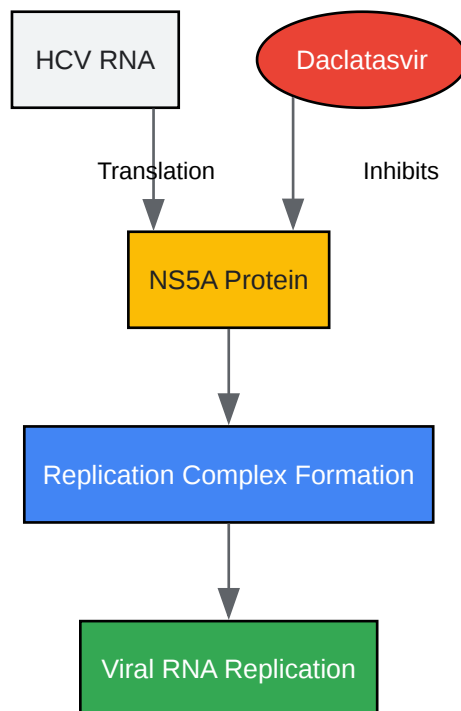 HCV RNA
Daclatasvir
Translation
Inhibits
NS5A Protein
Replication Complex Formation
Viral RNA Replication